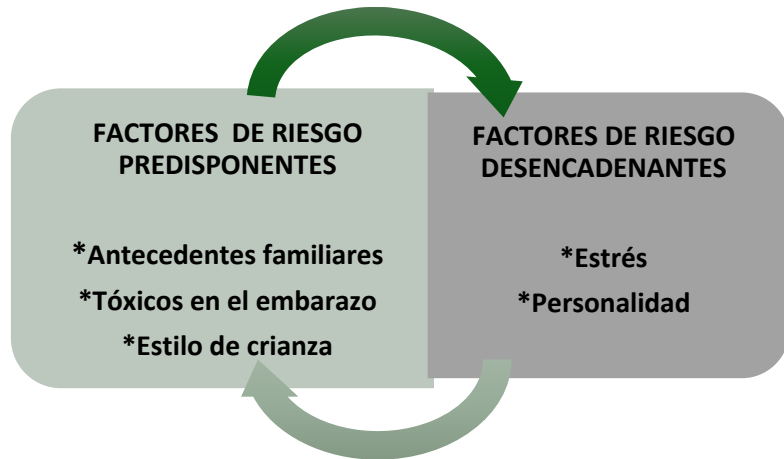 FACTORES DE RIESGO
PREDISPONENTES
*Antecedentes familiares
*Tóxicos en el embarazo
*Estilo de crianza
FACTORES DE RIESGO
DESENCADENANTES
*Estrés
*Personalidad